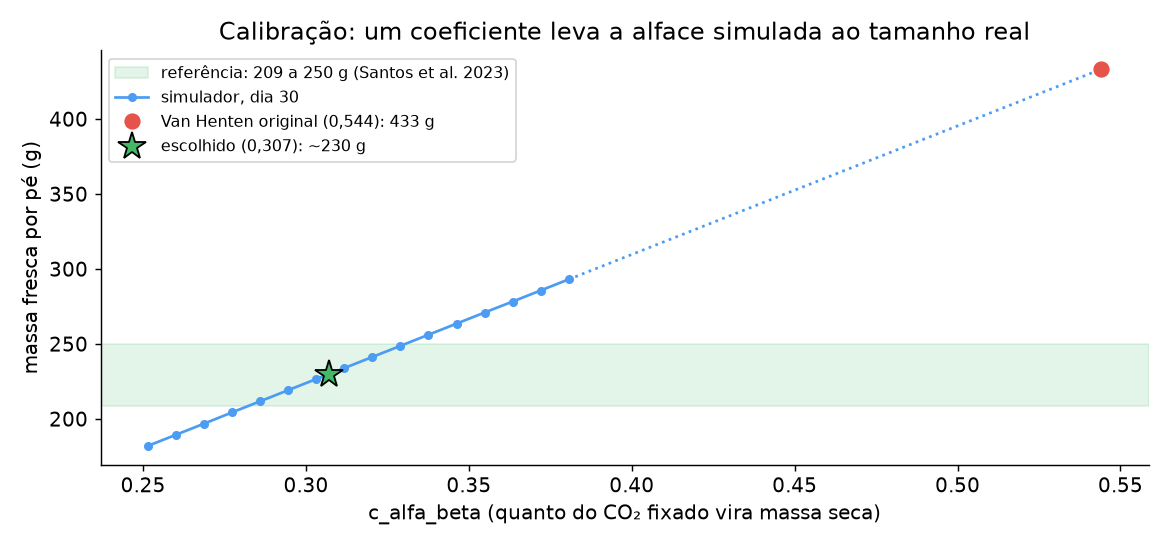 Calibração: um coeficiente leva a alface simulada ao tamanho real
referência: 209 a 250 g (Santos et al. 2023)
simulador, dia 30
Van Henten original (0,544): 433 g
escolhido (0,307): ~230 g
massa fresca por pé (g)
400
350
300
250
200
0.25
0.30
0.35
0.40
0.45
0.50
0.55
c_alfa_beta (quanto do CO₂ fixado vira massa seca)